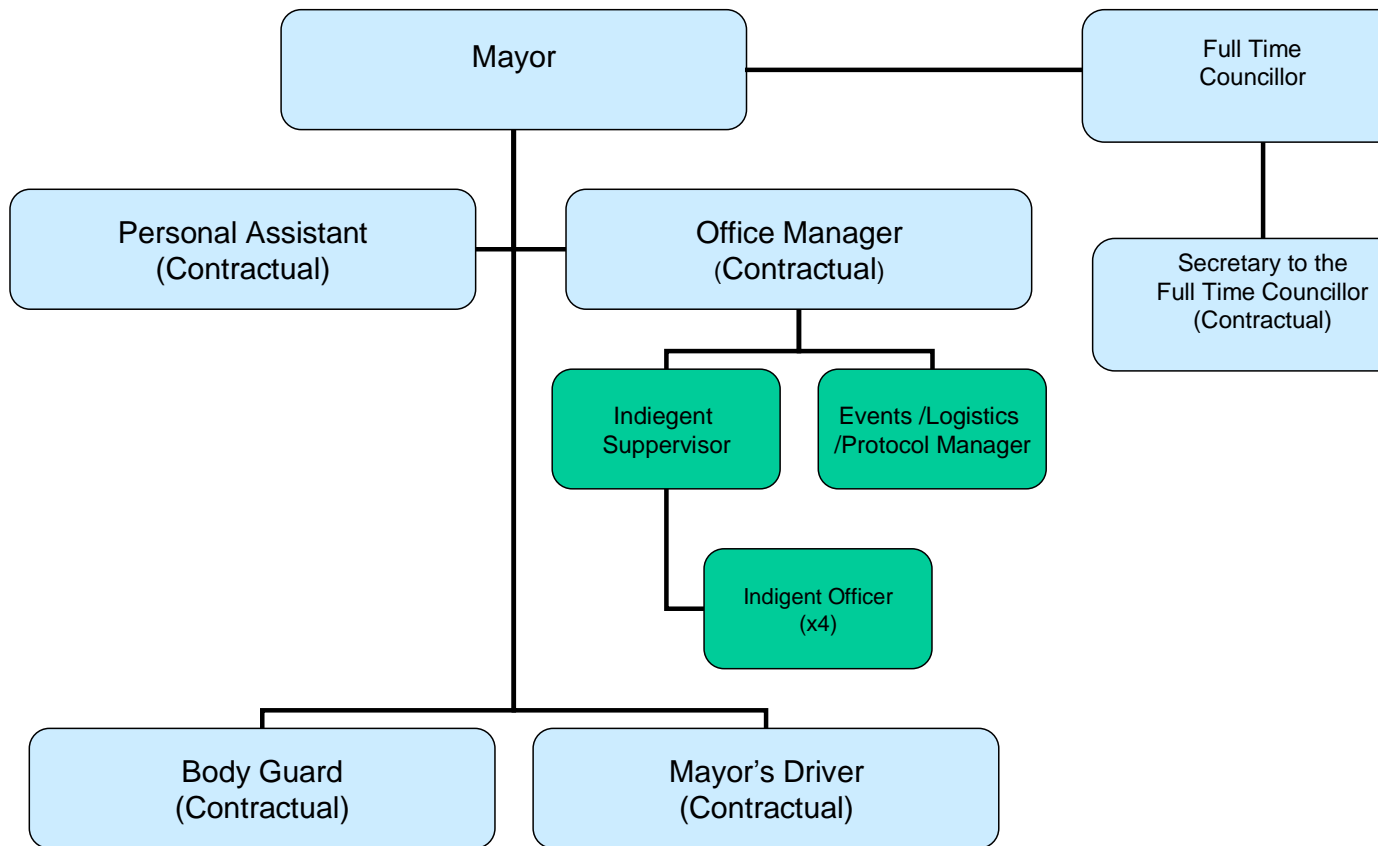 Mayor
Full Time
Councillor
Personal Assistant
(Contractual)
Office Manager
(Contractual)
Secretary to the
Full Time Councillor
(Contractual)
Indiegent
Suppervisor
Events /Logistics
/Protocol Manager
Indigent Officer
(x4)
Body Guard
(Contractual)
Mayor’s Driver
(Contractual)